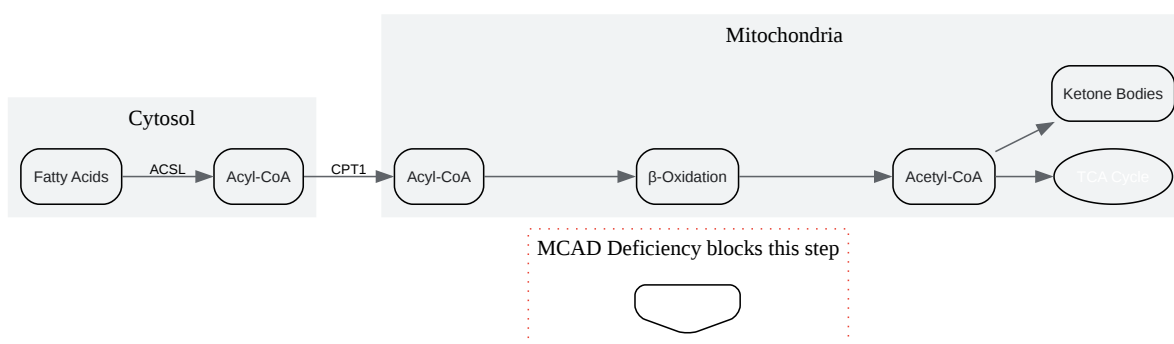 Mitochondria
Ketone Bodies
Cytosol
Fatty Acids
ACSL
Acyl-CoA
CPT1
Acyl-CoA
β-Oxidation
Acetyl-CoA
TCA Cycle
MCAD Deficiency blocks this step